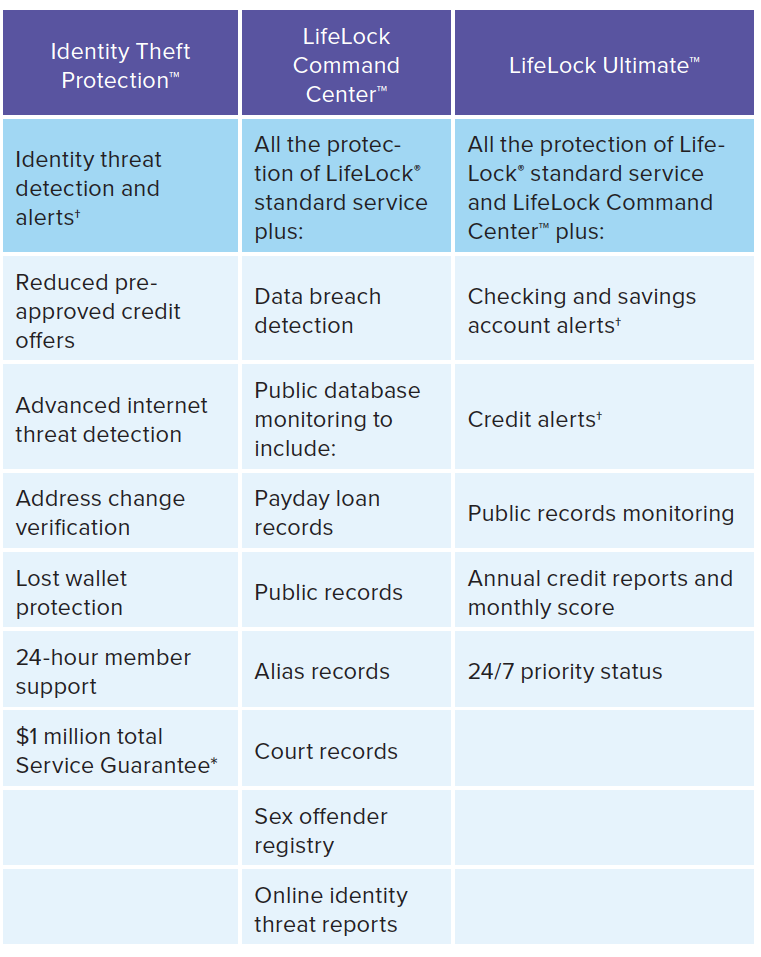 Identity Theft
Protection™
LifeLock
Command
Center™
LifeLock Ultimate™
Identity threat
detection and
alerts†
All the protec-
tion of LifeLock®
standard service
plus:
All the protection of Life-
Lock® standard service
and LifeLock Command
Center™ plus:
Reduced pre-
approved credit
offers
Data breach
detection
Checking and savings
account alerts†
Advanced internet
threat detection
Public database
monitoring to
include:
Credit alerts†
Address change
verification
Payday loan
records
Public records monitoring
Lost wallet
protection
Public records
Annual credit reports and
monthly score
24-hour member
support
Alias records
24/7 priority status
$1 million total
Service Guarantee*
Court records
Sex offender
registry
Online identity
threat reports